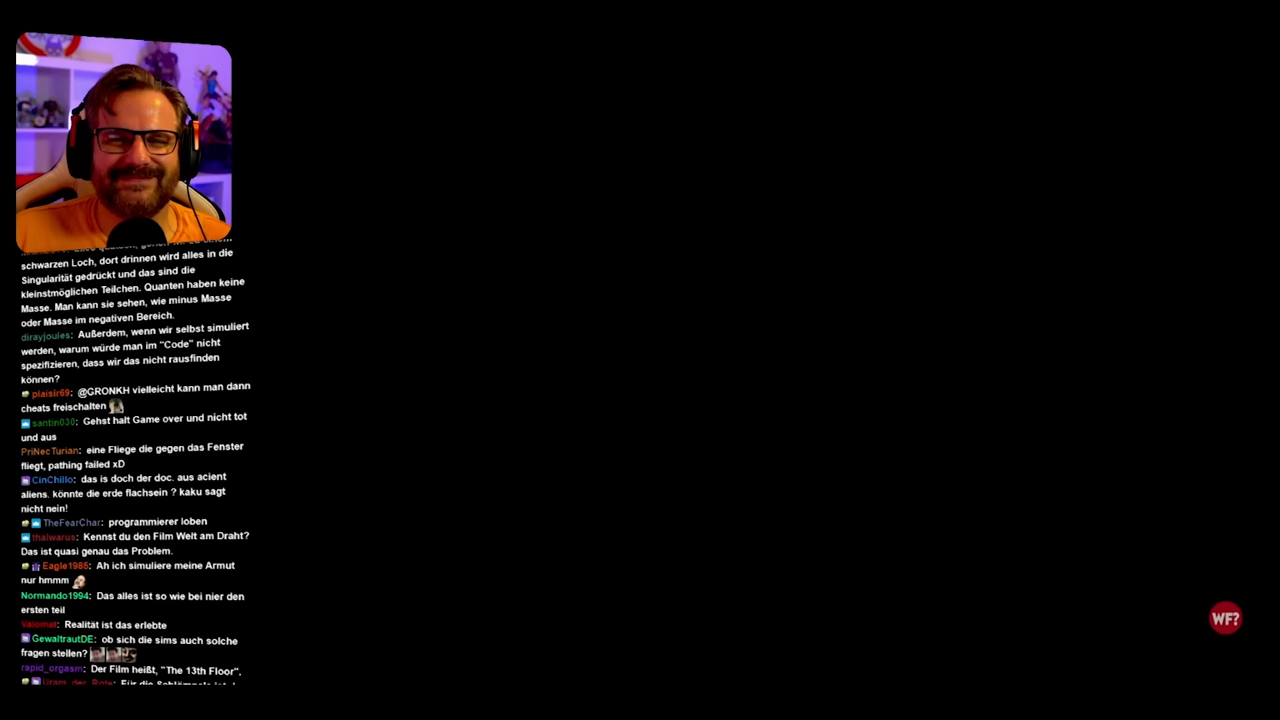 schwarzen Loch, dort drinnen wird alles in die
Singularität gedrückt und das sind die
kleinstmöglichen Teilchen. Quanten haben keine
Masse. Man kann sie sehen, wie minus Masse
oder Masse im negativen Bereich.
dirayjoules: Außerdem, wenn wir selbst simuliert
werden, warum würde man im "Code" nicht
spezifizieren, dass wir das nicht rausfinden
können?
plaisir69: @GRONKH vielleicht kann man dann
cheats freischalten
santin030: Gehst halt Game over und nicht tot
und aus
PriNecTurian: eine Fliege die gegen das Fenster
fliegt, pathing failed xD
CinChillo: das is doch der doc. aus acient
aliens. könnte die erde flachsein ? kaku sagt
nicht nein!
TheFearChar: programmierer loben
thalwarus: Kennst du den Film Welt am Draht?
Das ist quasi genau das Problem.
Eagle1985: Ah ich simuliere meine Armut
nur hmmm
Normando1994: Das alles ist so wie bei nier den
ersten teil
Valomat: Realität ist das erlebte
GewaltrautDE: ob sich die sims auch solche
fragen stellen?
rapid_orgasm: Der Film heißt, "The 13th Floor",
WF?